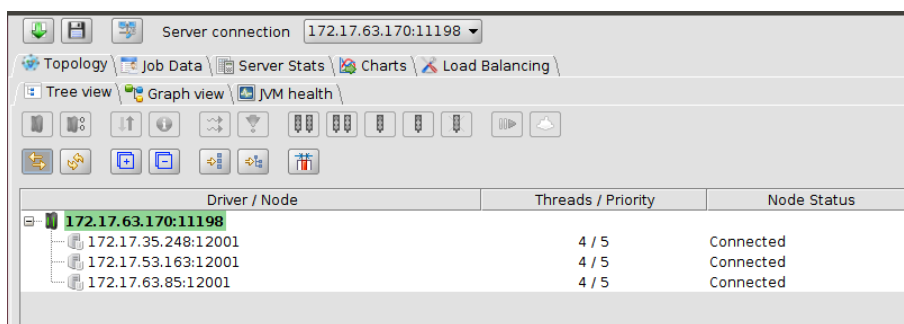 Server connection 172.17.63.170:11198
Topology Job Data Server Stats Charts Load Balancing
Tree view Graph view JVM health
Driver / Node Threads / Priority Node Status
172.17.63.170:11198
172.17.35.248:12001 4 / 5 Connected
172.17.53.163:12001 4 / 5 Connected
172.17.63.85:12001 4 / 5 Connected